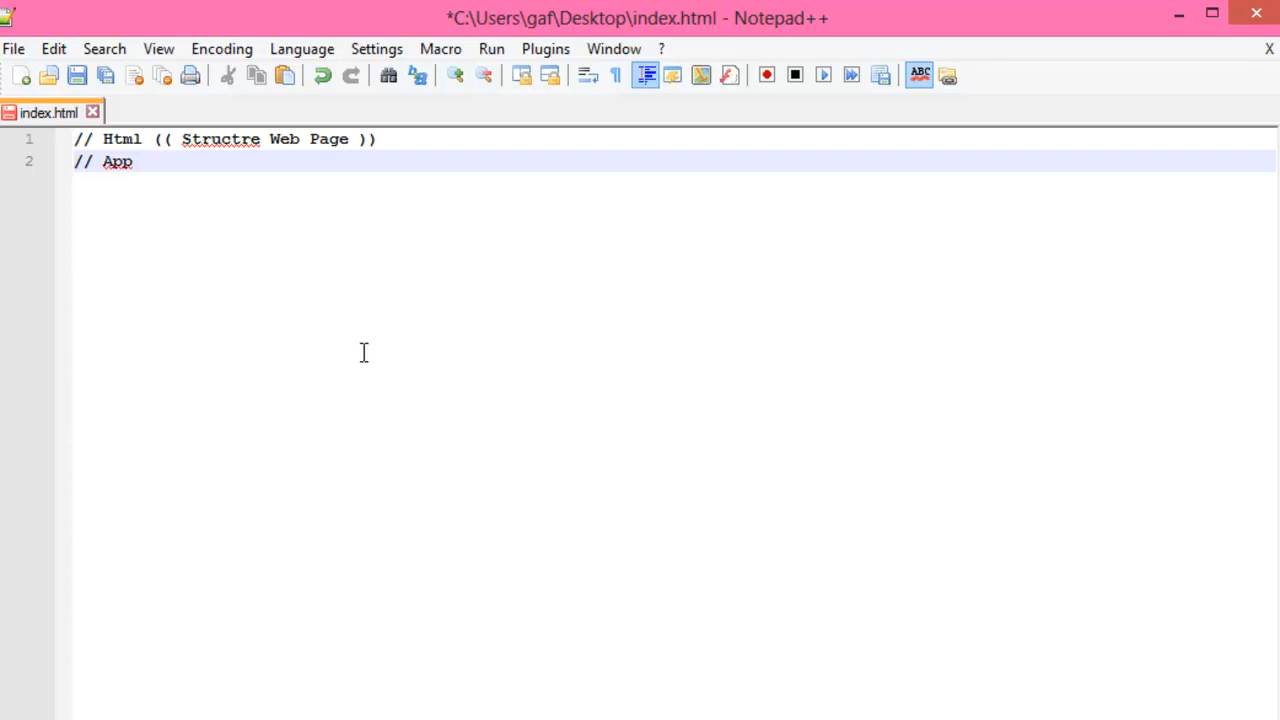 *C:\Users\gaf\Desktop\index.html - Notepad++
File Edit Search View Encoding Language Settings Macro Run Plugins Window ? X
ABC
index.html
1 // Html (( Structre Web Page ))
2 // App